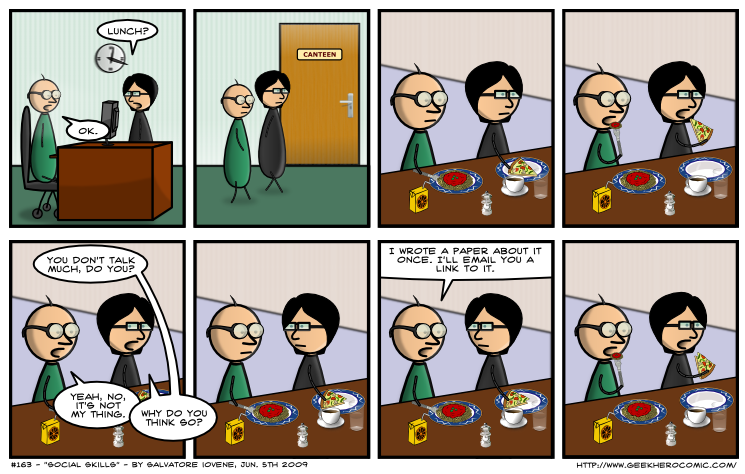 LUNCH?
OK.
CANTEEN
YOU DON'T TALK
MUCH, DO YOU?
YEAH, NO,
IT'S NOT
MY THING.
WHY DO YOU
THINK SO?
I WROTE A PAPER ABOUT IT
ONCE. I'LL EMAIL YOU A
LINK TO IT.
#163 - "SOCIAL SKILLS" - BY SALVATORE IOVENE, JUN. 5TH 2009
HTTP://WWW.GEEKHEROCOMIC.COM/